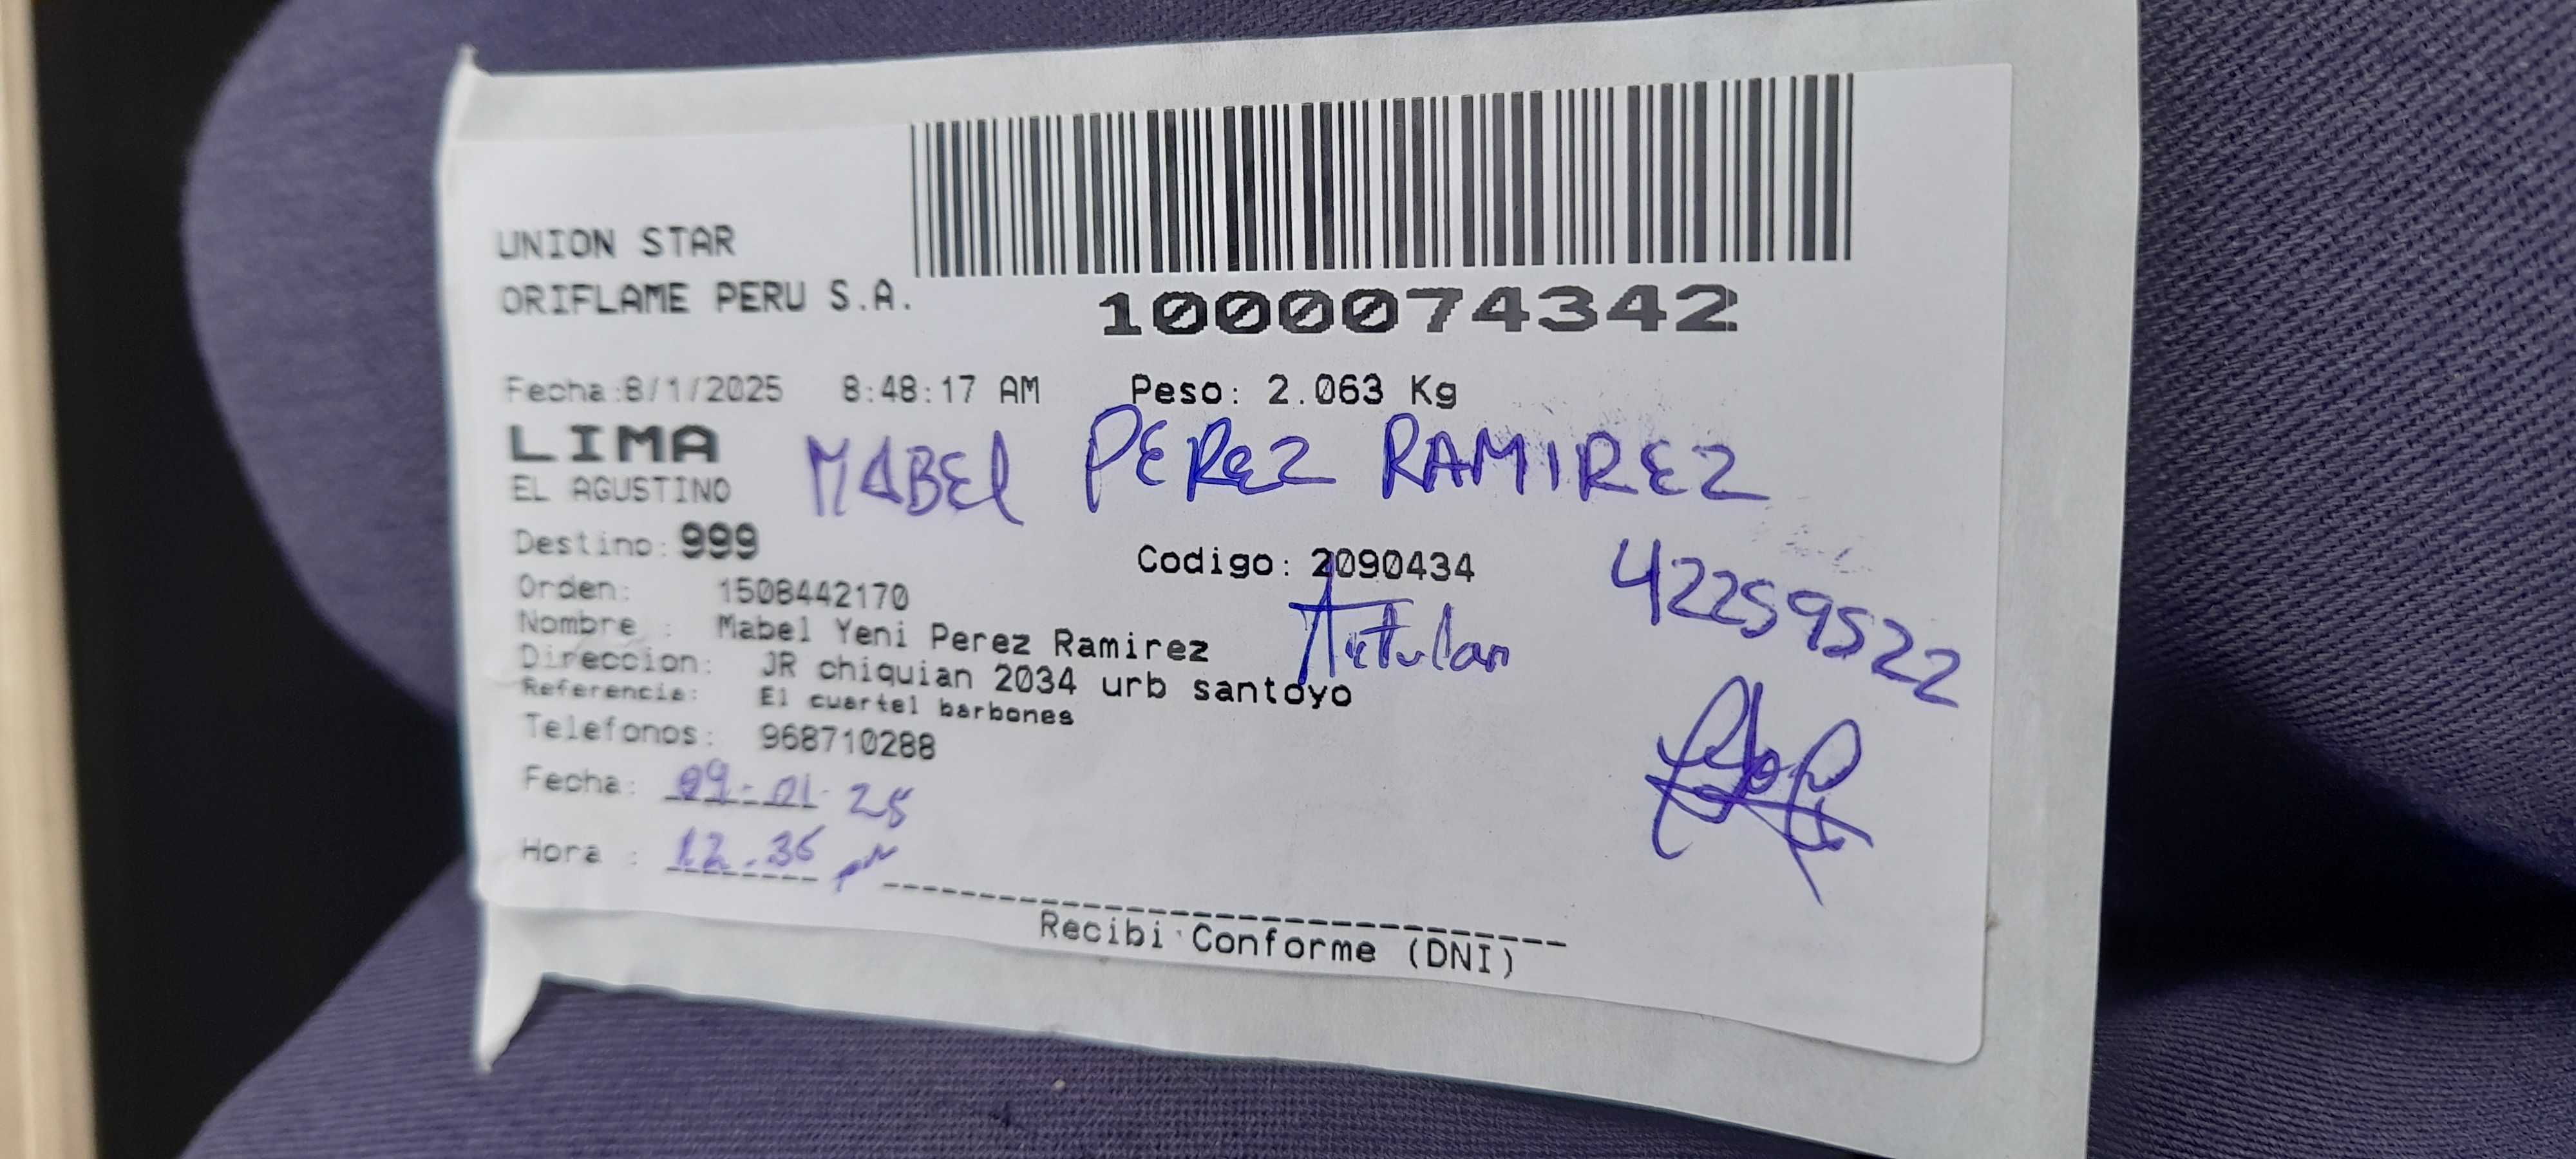 UNION STAR
ORIFLAME PERU S.A.
1000074342
Fecha:8/1/2025 8:48:17 AM Peso: 2.063 Kg
LIMA
EL AGUSTINO
MABEL PEREZ RAMIREZ
Destino: 999
Codigo: 2090434
42259522
Orden: 1508442170
Nombre : Mabel Yeni Perez Ramirez
Direccion: JR chiquian 2034 urb santoyo
Referencia: El cuartel barbones
Telefonos: 968710288
Fecha: 09-01-25
Hora : 12.36 pm
Recibi Conforme (DNI)